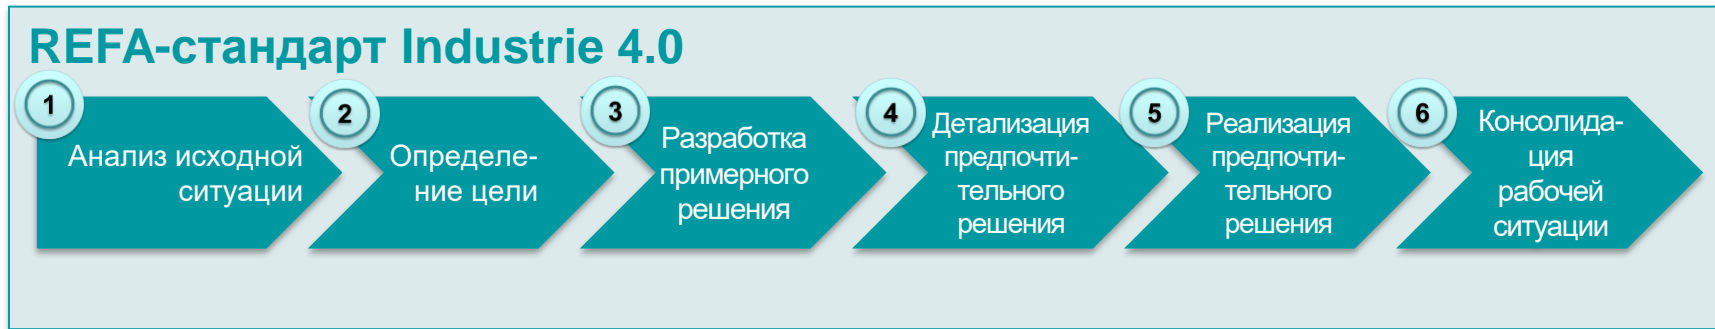 REFA-стандарт Industrie 4.0
1
Анализ исходной
ситуации
2
Определе-
ние цели
3
Разработка
примерного
решения
4
Детализация
предпочти-
тельного
решения
5
Реализация
предпочти-
тельного
решения
6
Консолида-
ция
рабочей
ситуации